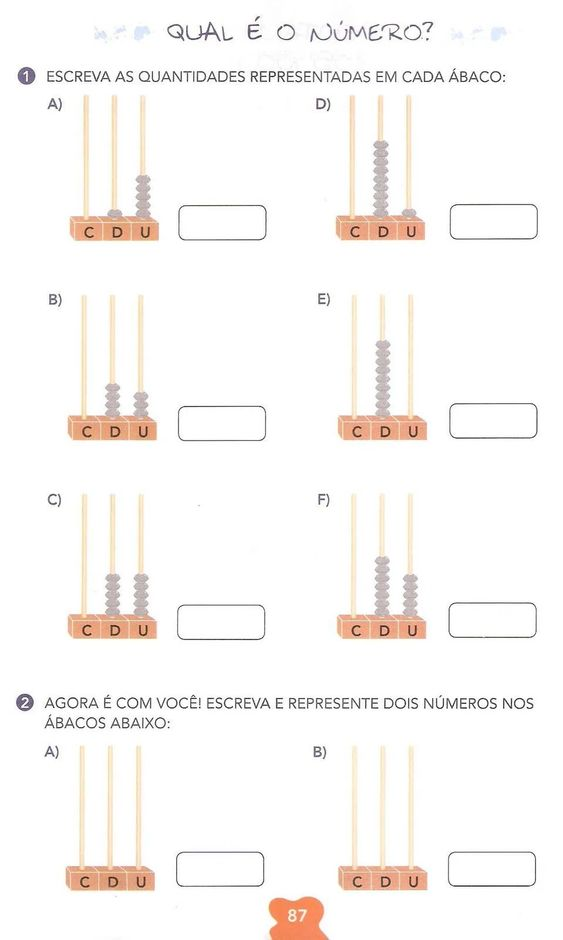 QUAL É O NÚMERO?
1 ESCREVA AS QUANTIDADES REPRESENTADAS EM CADA ÁBACO:
A)
D)
C D U
C D U
B)
E)
C D U
C D U
C)
F)
C D U
C D U
2 AGORA É COM VOCÊ! ESCREVA E REPRESENTE DOIS NÚMEROS NOS
ÁBACOS ABAIXO:
A)
B)
C D U
C D U
87